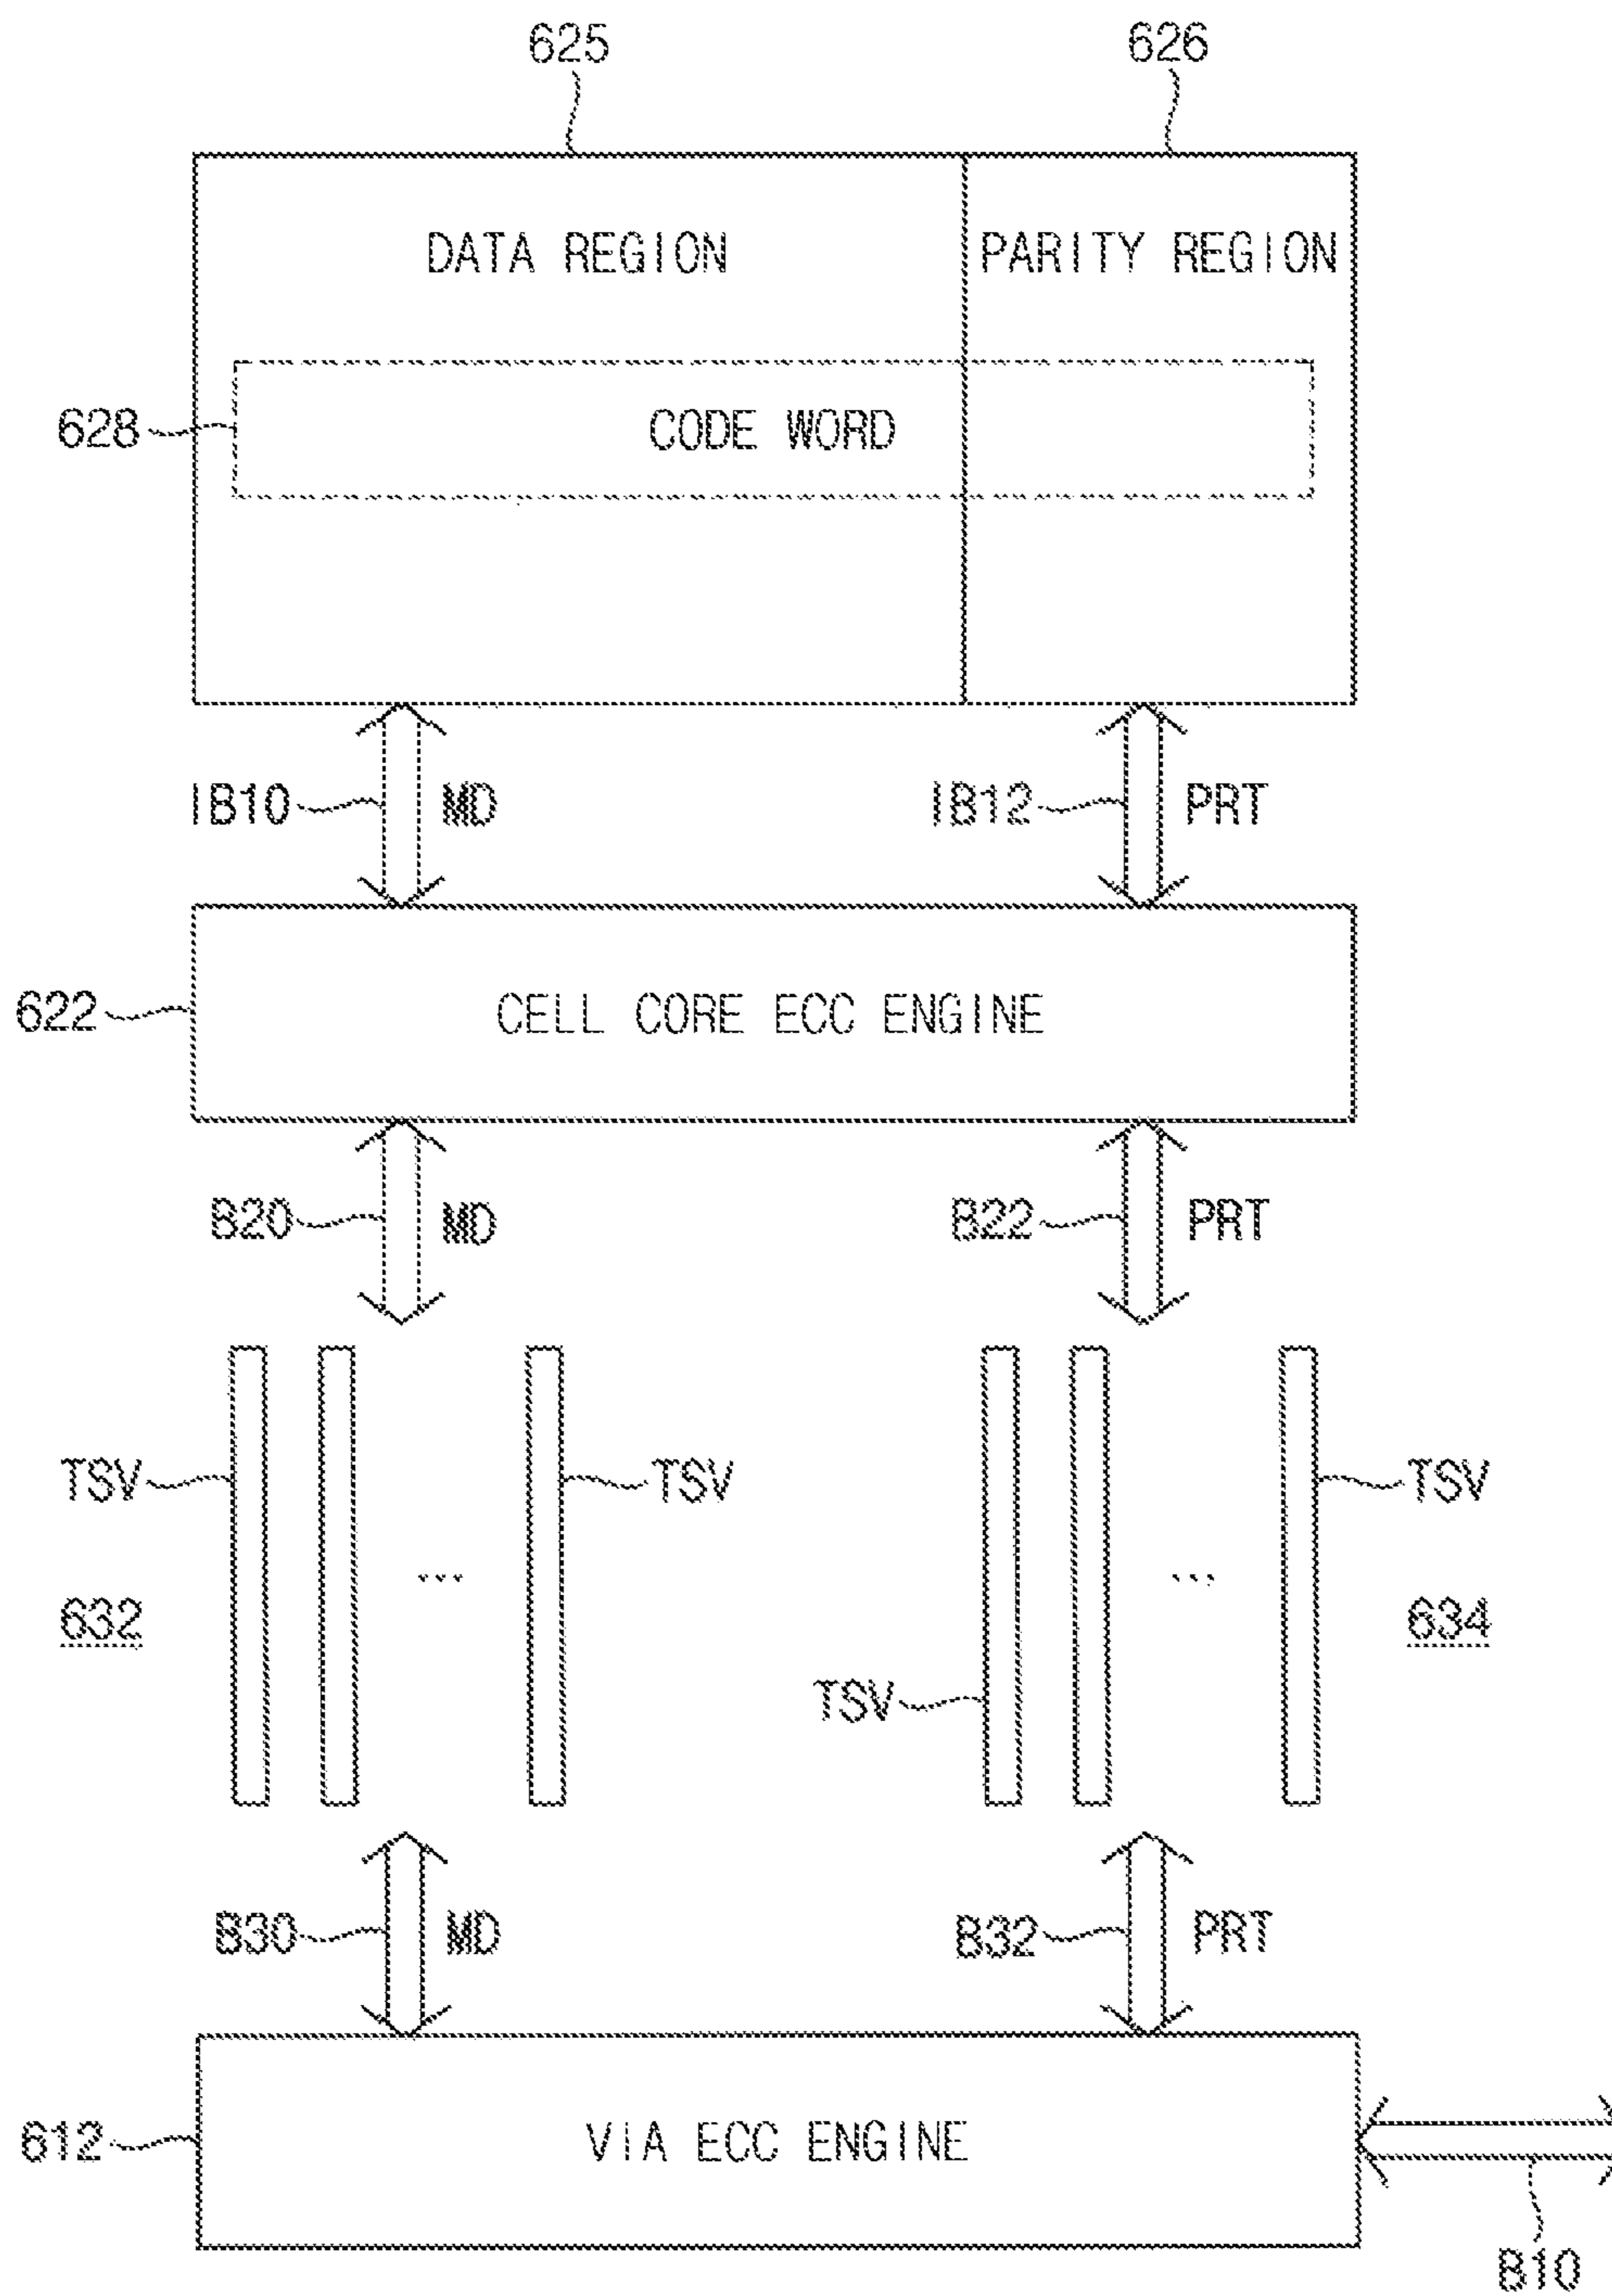 625
626
DATA REGION
PARITY REGION
628
CODE WORD
IB10
MD
IB12
PRT
622
CELL CORE ECC ENGINE
B20
MD
B22
PRT
TSV
TSV
TSV
...
...
632
634
TSV
B30
MD
B32
PRT
612
VIA ECC ENGINE
B10